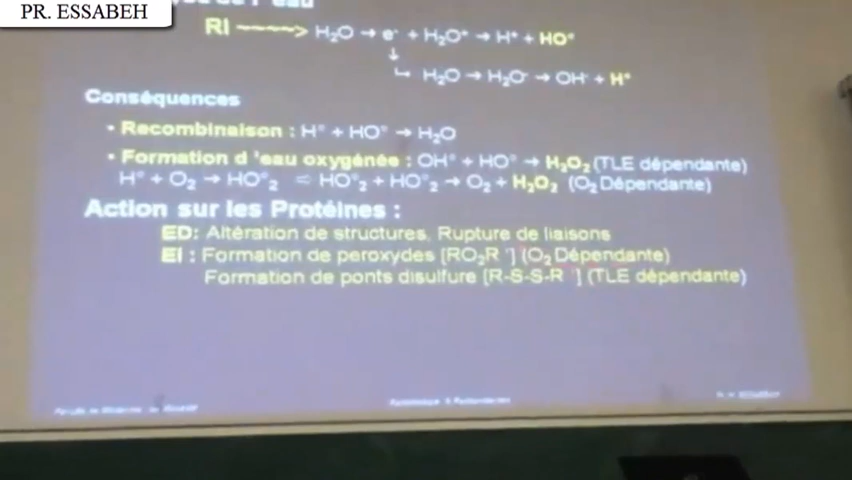 PR. ESSABEH
l'eau
RI ~~~~~> H₂O → e⁻ + H₂O⁺ → H⁺ + HO°
↓
↳ H₂O → H₂O⁻ → OH⁻ + H°
Conséquences
• Recombinaison : H° + HO° → H₂O
• Formation d 'eau oxygénée : OH° + HO° → H₂O₂ (TLE dépendante)
H° + O₂ → HO°₂ = HO°₂ + HO°₂ → O₂ + H₂O₂ (O₂ Dépendante)
Action sur les Protéines :
ED: Altération de structures, Rupture de liaisons
EI : Formation de peroxydes [RO₂R °] (O₂ Dépendante)
Formation de ponts disulfure [R-S-S-R °] (TLE dépendante)